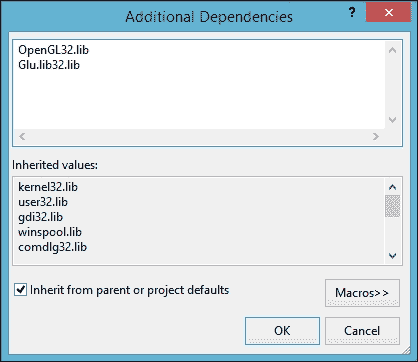 Additional Dependencies
?
×
OpenGL32.lib
Glu.lib32.lib
Inherited values:
kernel32.lib
user32.lib
gdi32.lib
winspool.lib
comdlg32.lib
Inherit from parent or project defaults
Macros>>
OK
Cancel